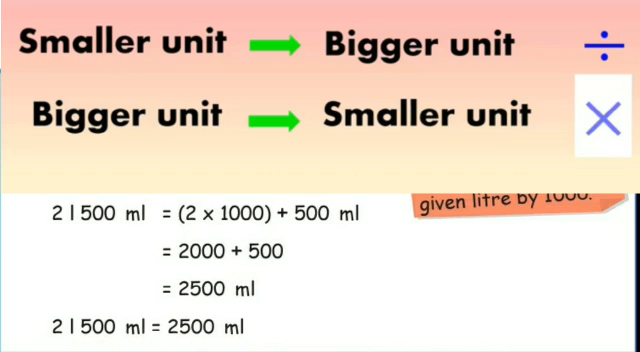 Smaller unit → Bigger unit ÷
Bigger unit → Smaller unit ×
given litre by 1000.
2 l 500 ml = (2 x 1000) + 500 ml
= 2000 + 500
= 2500 ml
2 l 500 ml = 2500 ml